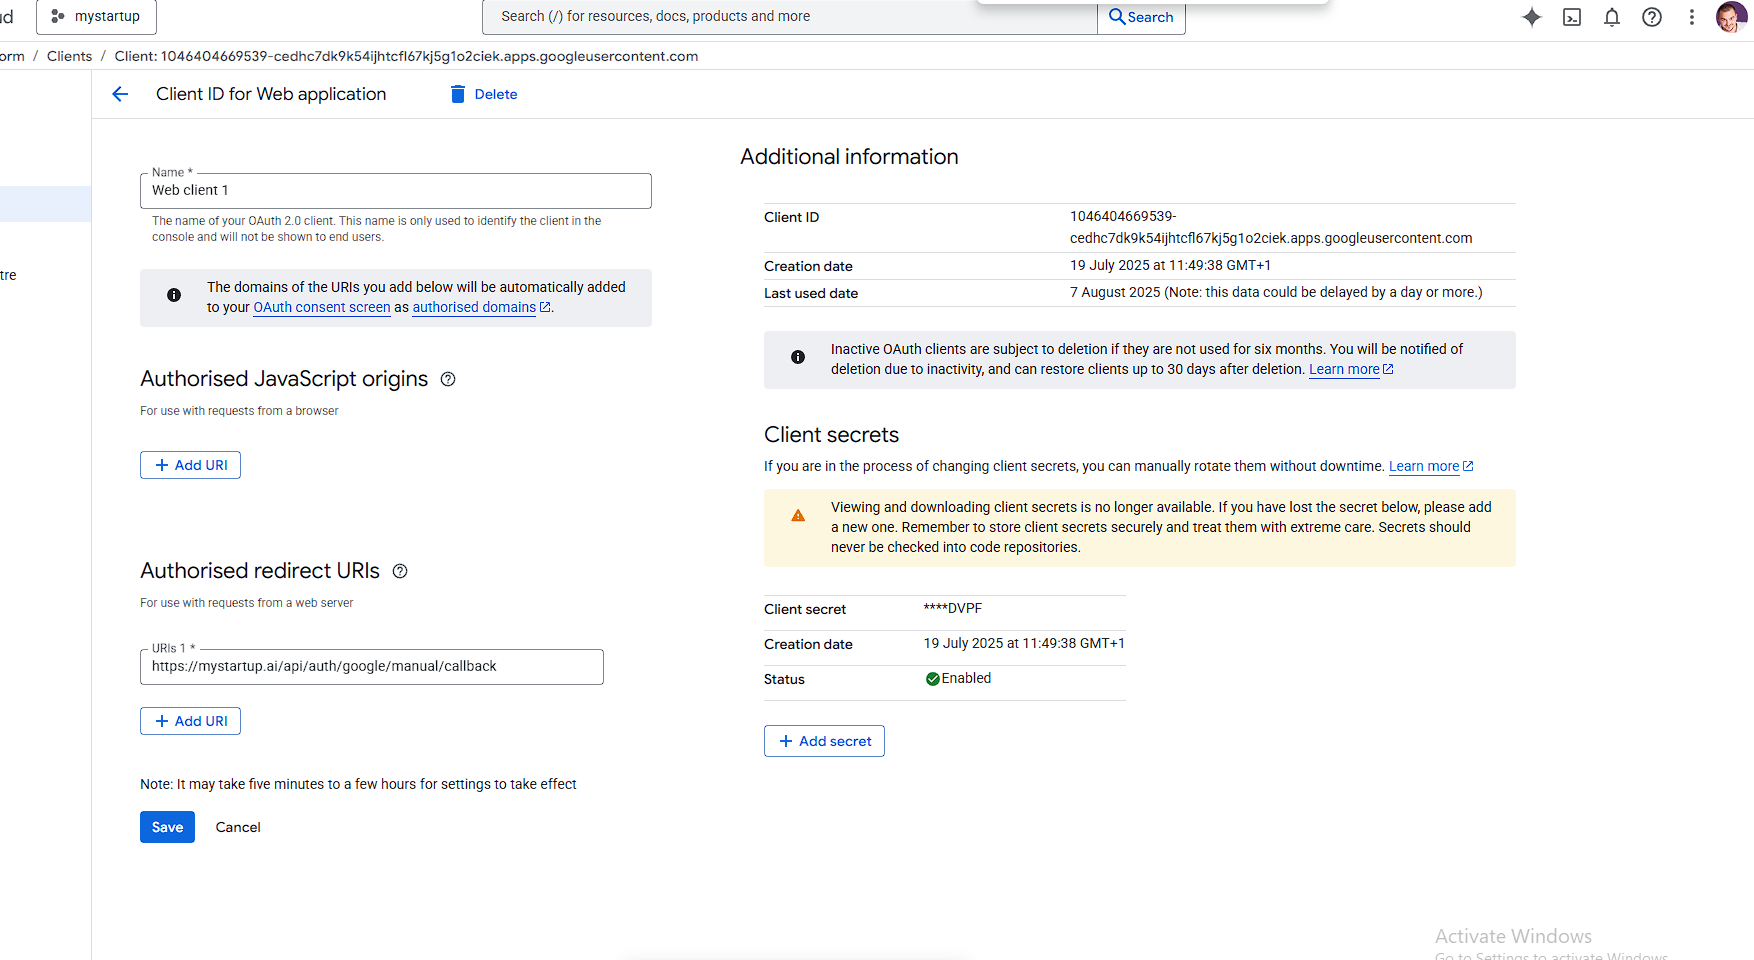 mystartup
Search (/) for resources, docs, products and more
Search
/ Clients / Client: 1046404669539-cedhc7dk9k54ijhtcfl67kj5g1o2ciek.apps.googleusercontent.com
Client ID for Web application
Delete
Name *
Web client 1
The name of your OAuth 2.0 client. This name is only used to identify the client in the
console and will not be shown to end users.
The domains of the URIs you add below will be automatically added
to your OAuth consent screen as authorised domains.
Authorised JavaScript origins
For use with requests from a browser
+ Add URI
Authorised redirect URIs
For use with requests from a web server
URIs 1 *
https://mystartup.ai/api/auth/google/manual/callback
+ Add URI
Note: It may take five minutes to a few hours for settings to take effect
Save
Cancel
Additional information
Client ID
1046404669539-
cedhc7dk9k54ijhtcfl67kj5g1o2ciek.apps.googleusercontent.com
Creation date
19 July 2025 at 11:49:38 GMT+1
Last used date
7 August 2025 (Note: this data could be delayed by a day or more.)
Inactive OAuth clients are subject to deletion if they are not used for six months. You will be notified of
deletion due to inactivity, and can restore clients up to 30 days after deletion. Learn more
Client secrets
If you are in the process of changing client secrets, you can manually rotate them without downtime. Learn more
Viewing and downloading client secrets is no longer available. If you have lost the secret below, please add
a new one. Remember to store client secrets securely and treat them with extreme care. Secrets should
never be checked into code repositories.
Client secret
****DVPF
Creation date
19 July 2025 at 11:49:38 GMT+1
Status
Enabled
+ Add secret
Activate Windows
Go to Settings to activate Windows.